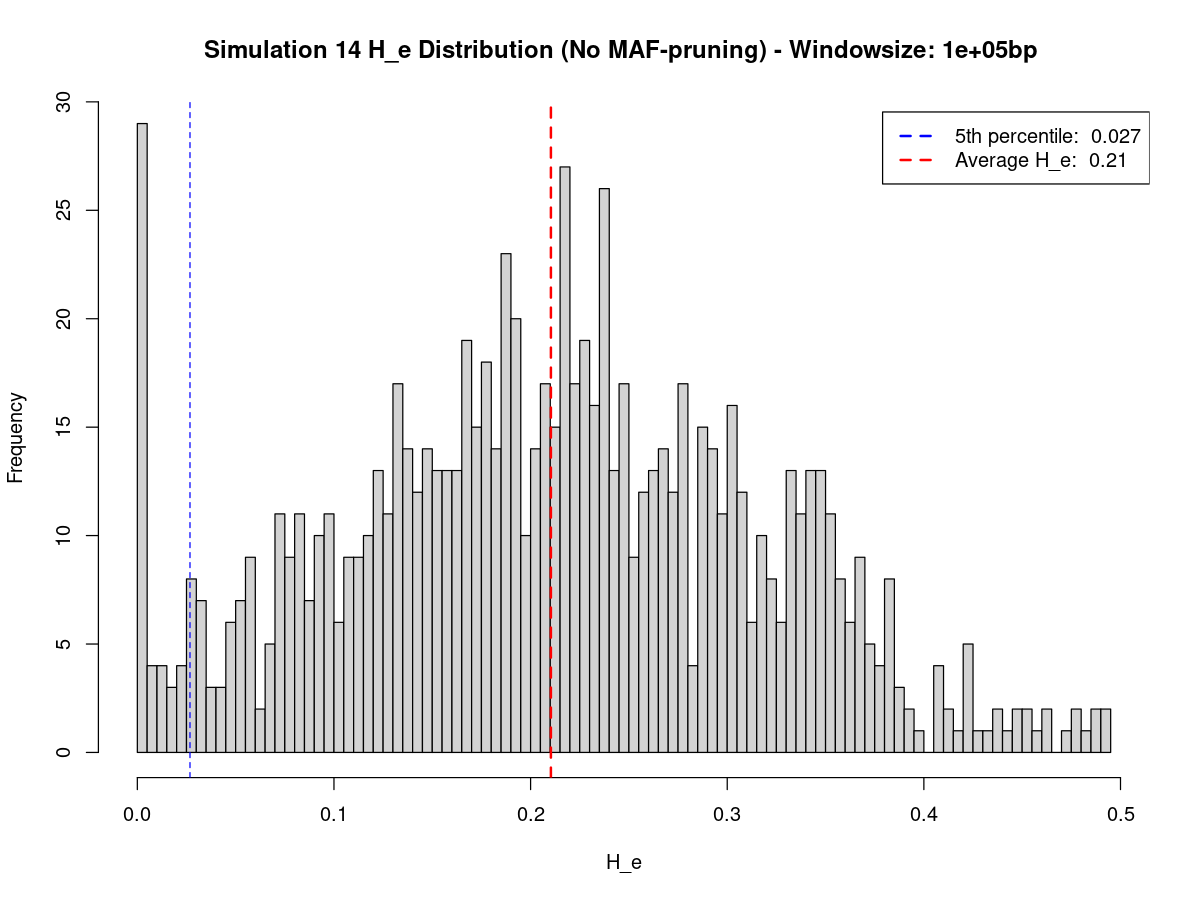 Simulation 14 H_e Distribution (No MAF-pruning) - Windowsize: 1e+05bp
5th percentile: 0.027
Average H_e: 0.21
30
25
20
15
10
5
0
Frequency
0.0 0.1 0.2 0.3 0.4 0.5
H_e